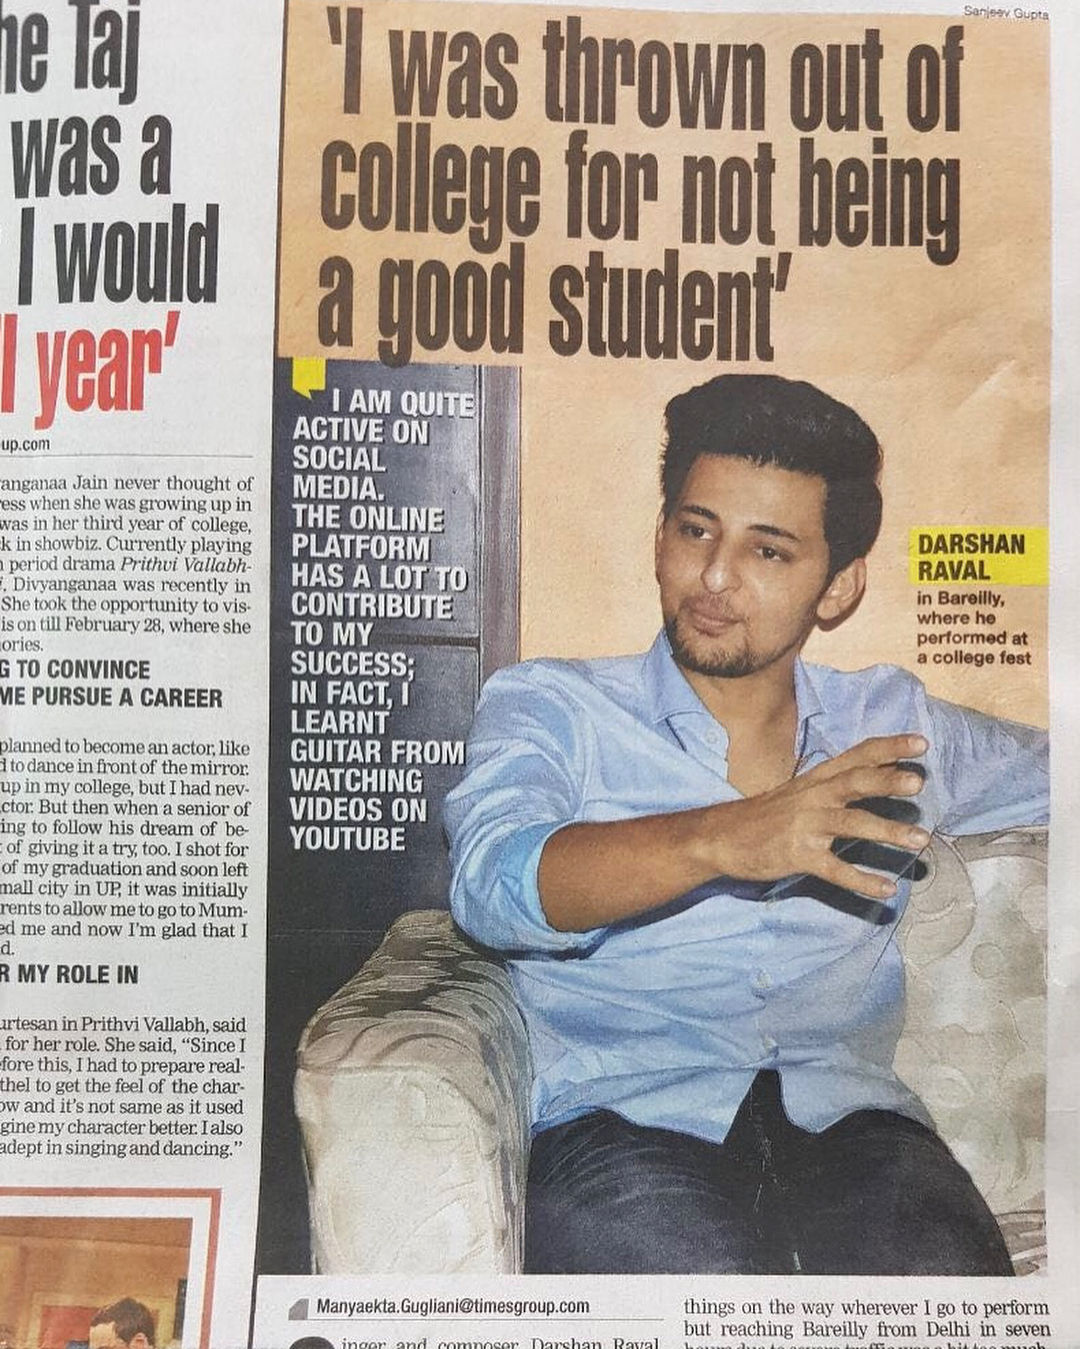 he Taj
was a
I would
l year'
up.com
anganaa Jain never thought of
ess when she was growing up in
was in her third year of college,
k in showbiz. Currently playing
period drama Prithvi Vallabh-
Divyanganaa was recently in
She took the opportunity to vis-
is on till February 28, where she
ories.
G TO CONVINCE
ME PURSUE A CAREER
planned to become an actor, like
d to dance in front of the mirror.
up in my college, but I had nev-
ctor. But then when a senior of
ing to follow his dream of be-
of giving it a try, too. I shot for
of my graduation and soon left
mall city in UP, it was initially
rents to allow me to go to Mum-
ed me and now I'm glad that I
d.
R MY ROLE IN
urtesan in Prithvi Vallabh, said
for her role. She said, “Since I
fore this, I had to prepare real-
thel to get the feel of the char-
ow and it's not same as it used
gine my character better. I also
adept in singing and dancing.”
Sanjeev Gupta
'I was thrown out of
college for not being
a good student'
I AM QUITE
ACTIVE ON
SOCIAL
MEDIA.
THE ONLINE
PLATFORM
HAS A LOT TO
CONTRIBUTE
TO MY
SUCCESS;
IN FACT, I
LEARNT
GUITAR FROM
WATCHING
VIDEOS ON
YOUTUBE
DARSHAN
RAVAL
in Bareilly,
where he
performed at
a college fest
Manyaekta.Gugliani@timesgroup.com
inger and composer Darshan Raval
things on the way wherever I go to perform
but reaching Bareilly from Delhi in seven